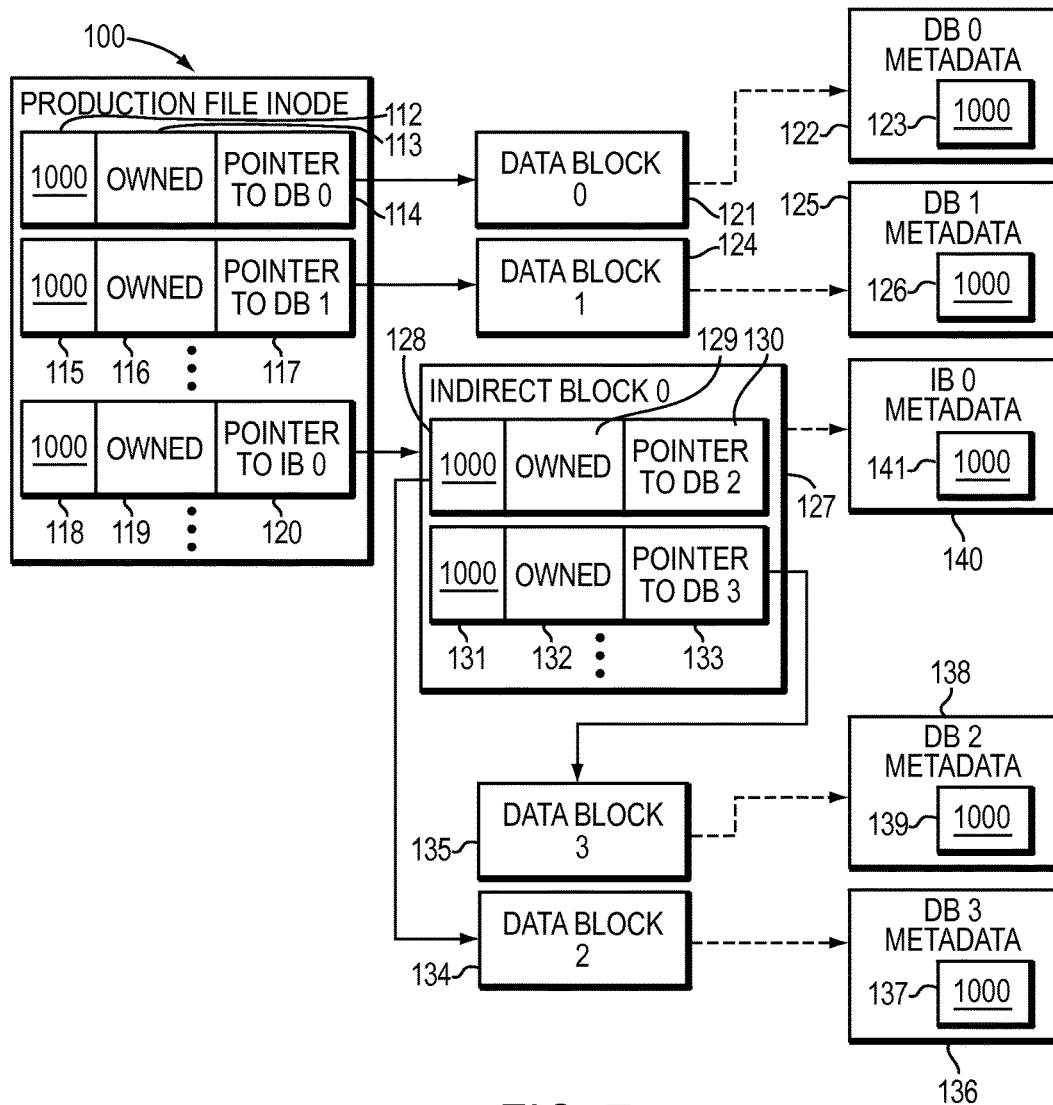 100
PRODUCTION FILE INODE
112
113
1000
OWNED
POINTER
TO DB 0
114
1000
OWNED
POINTER
TO DB 1
115
116
117
1000
OWNED
POINTER
TO IB 0
118
119
120
DATA BLOCK
0
121
124
DATA BLOCK
1
DB 0
METADATA
122
123
1000
125
DB 1
METADATA
126
1000
128
129
130
INDIRECT BLOCK 0
1000
OWNED
POINTER
TO DB 2
127
1000
OWNED
POINTER
TO DB 3
131
132
133
IB 0
METADATA
141
1000
140
DATA BLOCK
3
135
DATA BLOCK
2
134
138
DB 2
METADATA
139
1000
DB 3
METADATA
137
1000
136